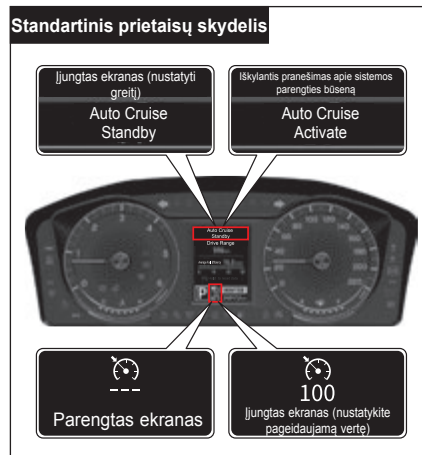 Standartinis prietaisų skydelis
Įjungtas ekranas (nustatyti
greitį)
Auto Cruise
Standby
Iškylantis pranešimas apie sistemos
parengties būseną
Auto Cruise
Activate
Auto Cruise
Standby
Drive Range
Parengtas ekranas
100
Įjungtas ekranas (nustatykite
pageidaujamą vertę)